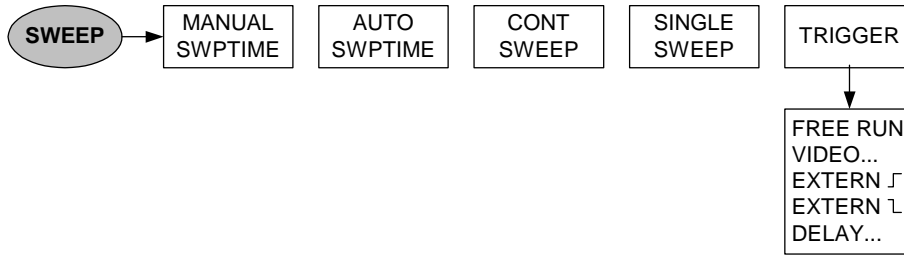 SWEEP
MANUAL
SWPTIME
AUTO
SWPTIME
CONT
SWEEP
SINGLE
SWEEP
TRIGGER
FREE RUN
VIDEO...
EXTERN
EXTERN
DELAY...